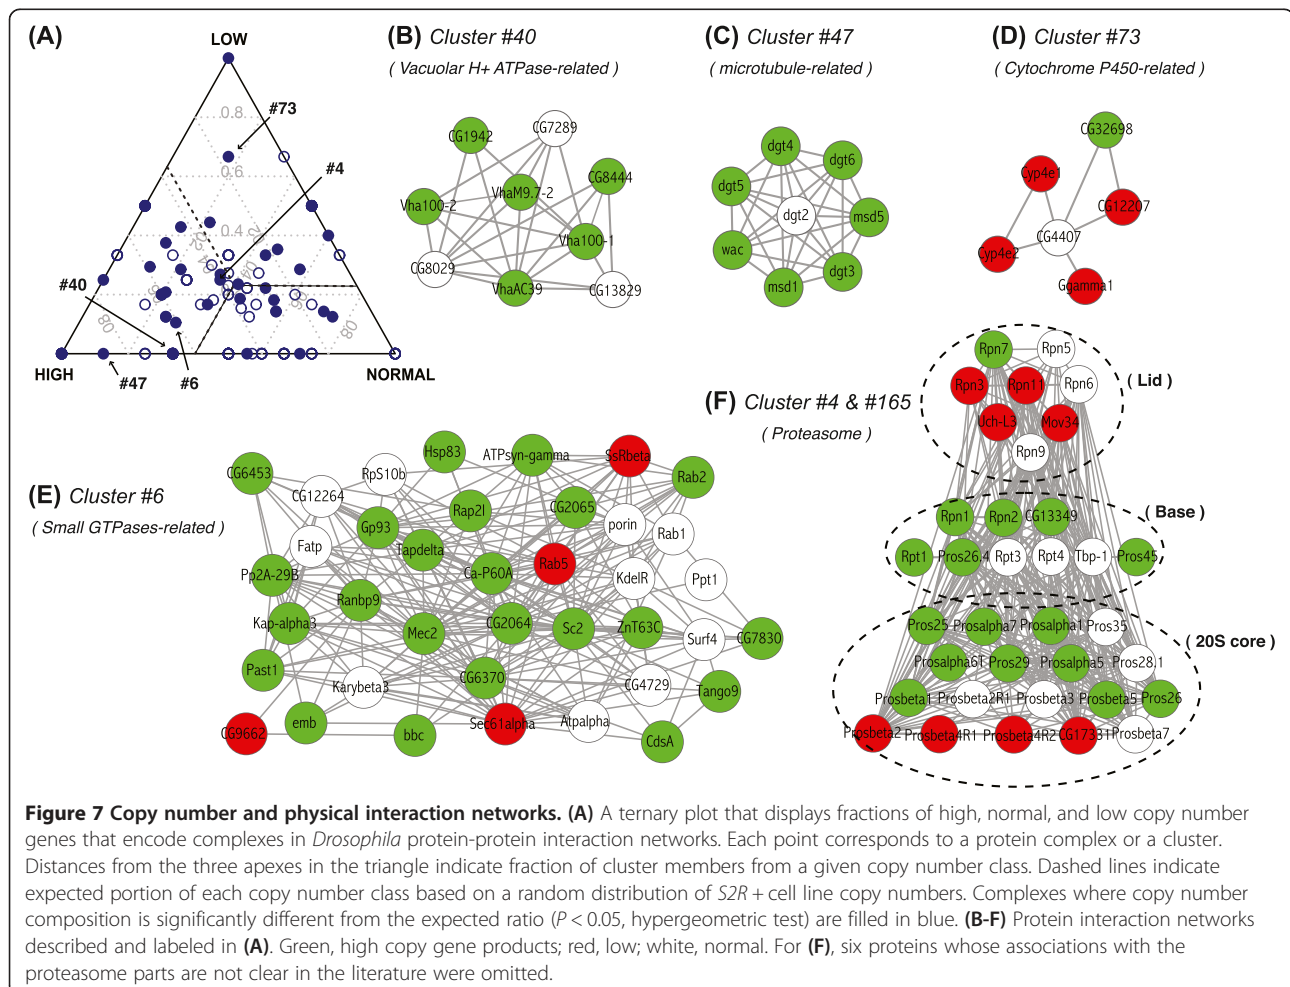 (A)
LOW
#73
#4
#40
HIGH
#47
#6
NORMAL
0.8
0.6
0.4
(B) Cluster #40
( Vacuolar H+ ATPase-related )
CG1942
CG7289
CG8444
Vha100-2
VhaM9.7-2
Vha100-1
CG8029
VhaAC39
CG13829
(C) Cluster #47
( microtubule-related )
dgt4
dgt6
dgt5
dgt2
msd5
wac
dgt3
msd1
(D) Cluster #73
( Cytochrome P450-related )
CG32698
Cyp4e1
CG12207
CG4407
Cyp4e2
Ggamma1
(E) Cluster #6
( Small GTPases-related )
CG6453
RpS10b
Hsp83
ATPsyn-gamma
SsRbeta
Rab2
CG12264
Gp93
Rap2l
CG2065
porin
Rab1
Fatp
Tapdelta
Rab5
Pp2A-29B
Ca-P60A
KdelR
Ppt1
Ranbp9
Kap-alpha3
Mec2
CG2064
Sc2
ZnT63C
Surf4
CG7830
Past1
Karybeta3
CG6370
CG4729
Tango9
CG9662
emb
bbc
Sec61alpha
Atpalpha
CdsA
(F) Cluster #4 & #165
( Proteasome )
( Lid )
Rpn7
Rpn5
Rpn3
Rpn11
Rpn6
Uch-L3
Mov34
Rpn9
( Base )
Rpn1
Rpn2
CG13349
Rpt1
Pros26.4
Rpt3
Rpt4
Tbp-1
Pros45
( 20S core )
Pros25
Prosalpha7
Prosalpha1
Pros35
Prosalpha6T
Pros29
Prosalpha5
Pros28.1
Prosbeta1
Prosbeta2R1
Prosbeta3
Prosbeta5
Pros26
Prosbeta2
Prosbeta4R1
Prosbeta4R2
CG17331
Prosbeta7
Figure 7 Copy number and physical interaction networks. (A) A ternary plot that displays fractions of high, normal, and low copy number
genes that encode complexes in Drosophila protein-protein interaction networks. Each point corresponds to a protein complex or a cluster.
Distances from the three apexes in the triangle indicate fraction of cluster members from a given copy number class. Dashed lines indicate
expected portion of each copy number class based on a random distribution of S2R + cell line copy numbers. Complexes where copy number
composition is significantly different from the expected ratio (P < 0.05, hypergeometric test) are filled in blue. (B-F) Protein interaction networks
described and labeled in (A). Green, high copy gene products; red, low; white, normal. For (F), six proteins whose associations with the
proteasome parts are not clear in the literature were omitted.